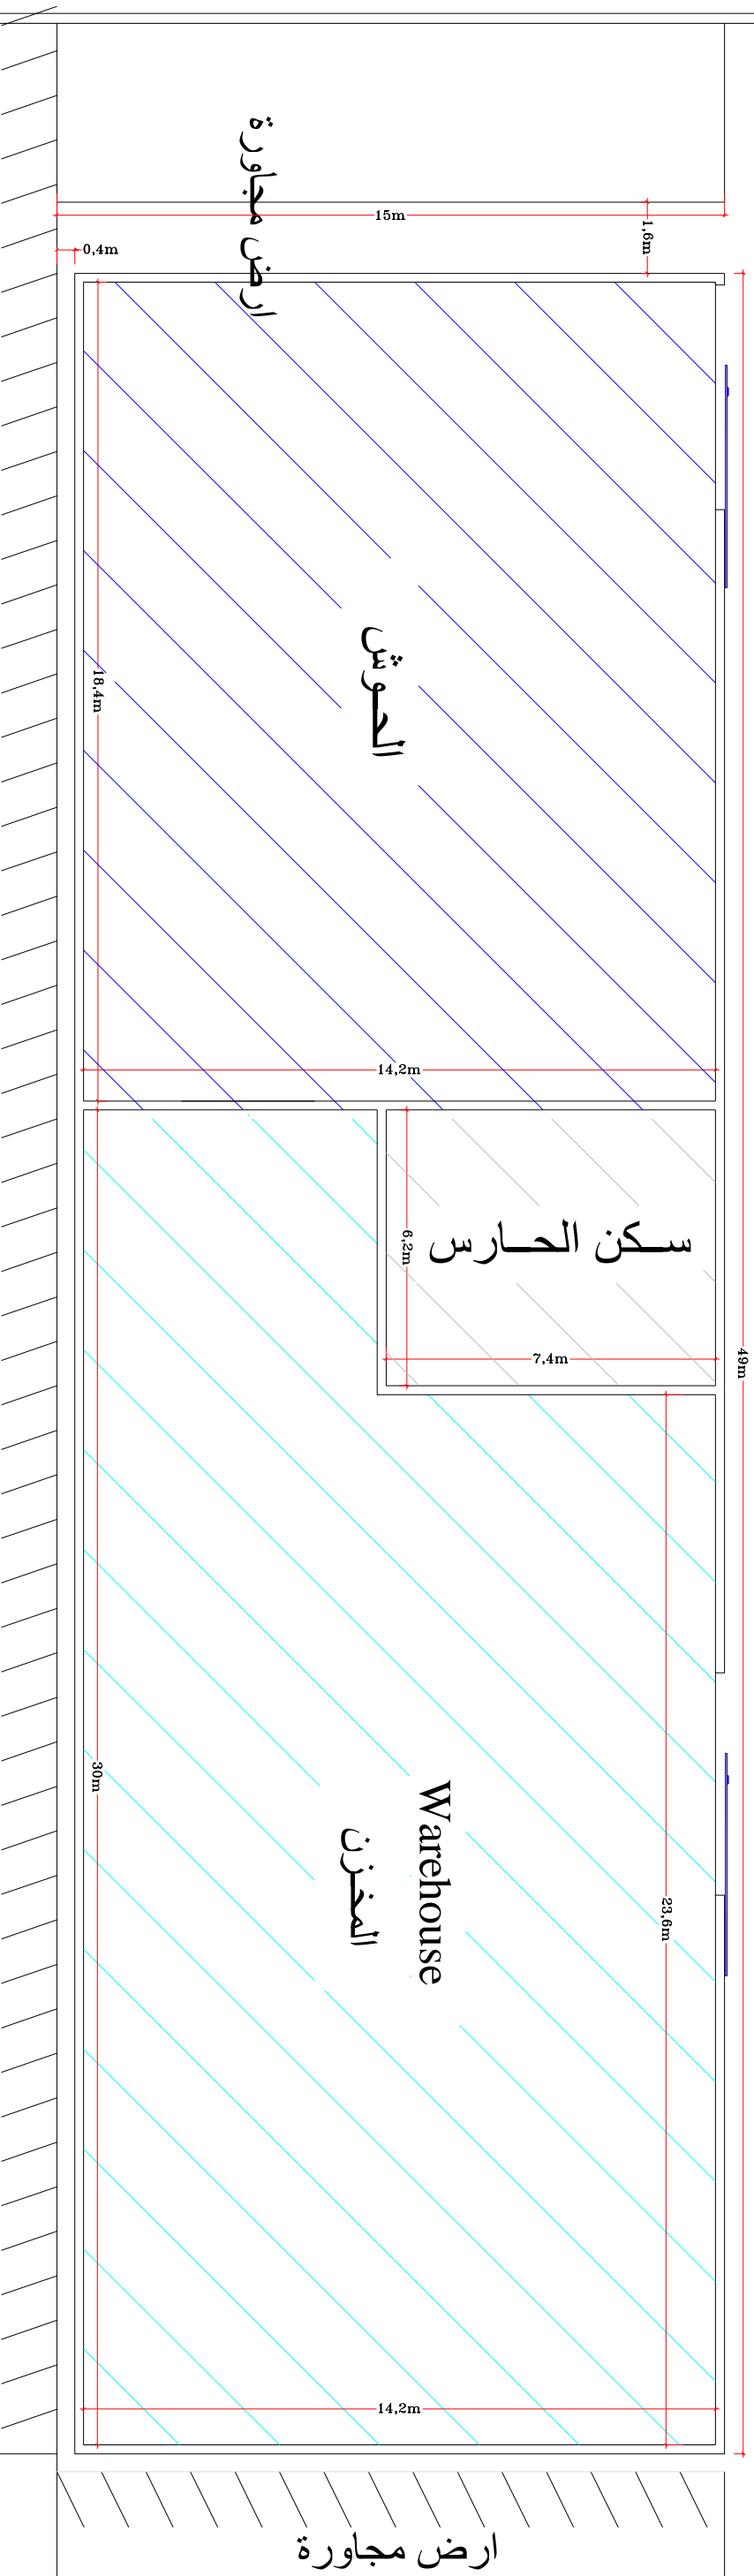 15m
ارض مجاورة
1,6m
0,4m
الحوش
18,4m
14,2m
سكن الحارس
6,2m
7,4m
49m
30m
Warehouse
المخزن
23,6m
14,2m
ارض مجاورة